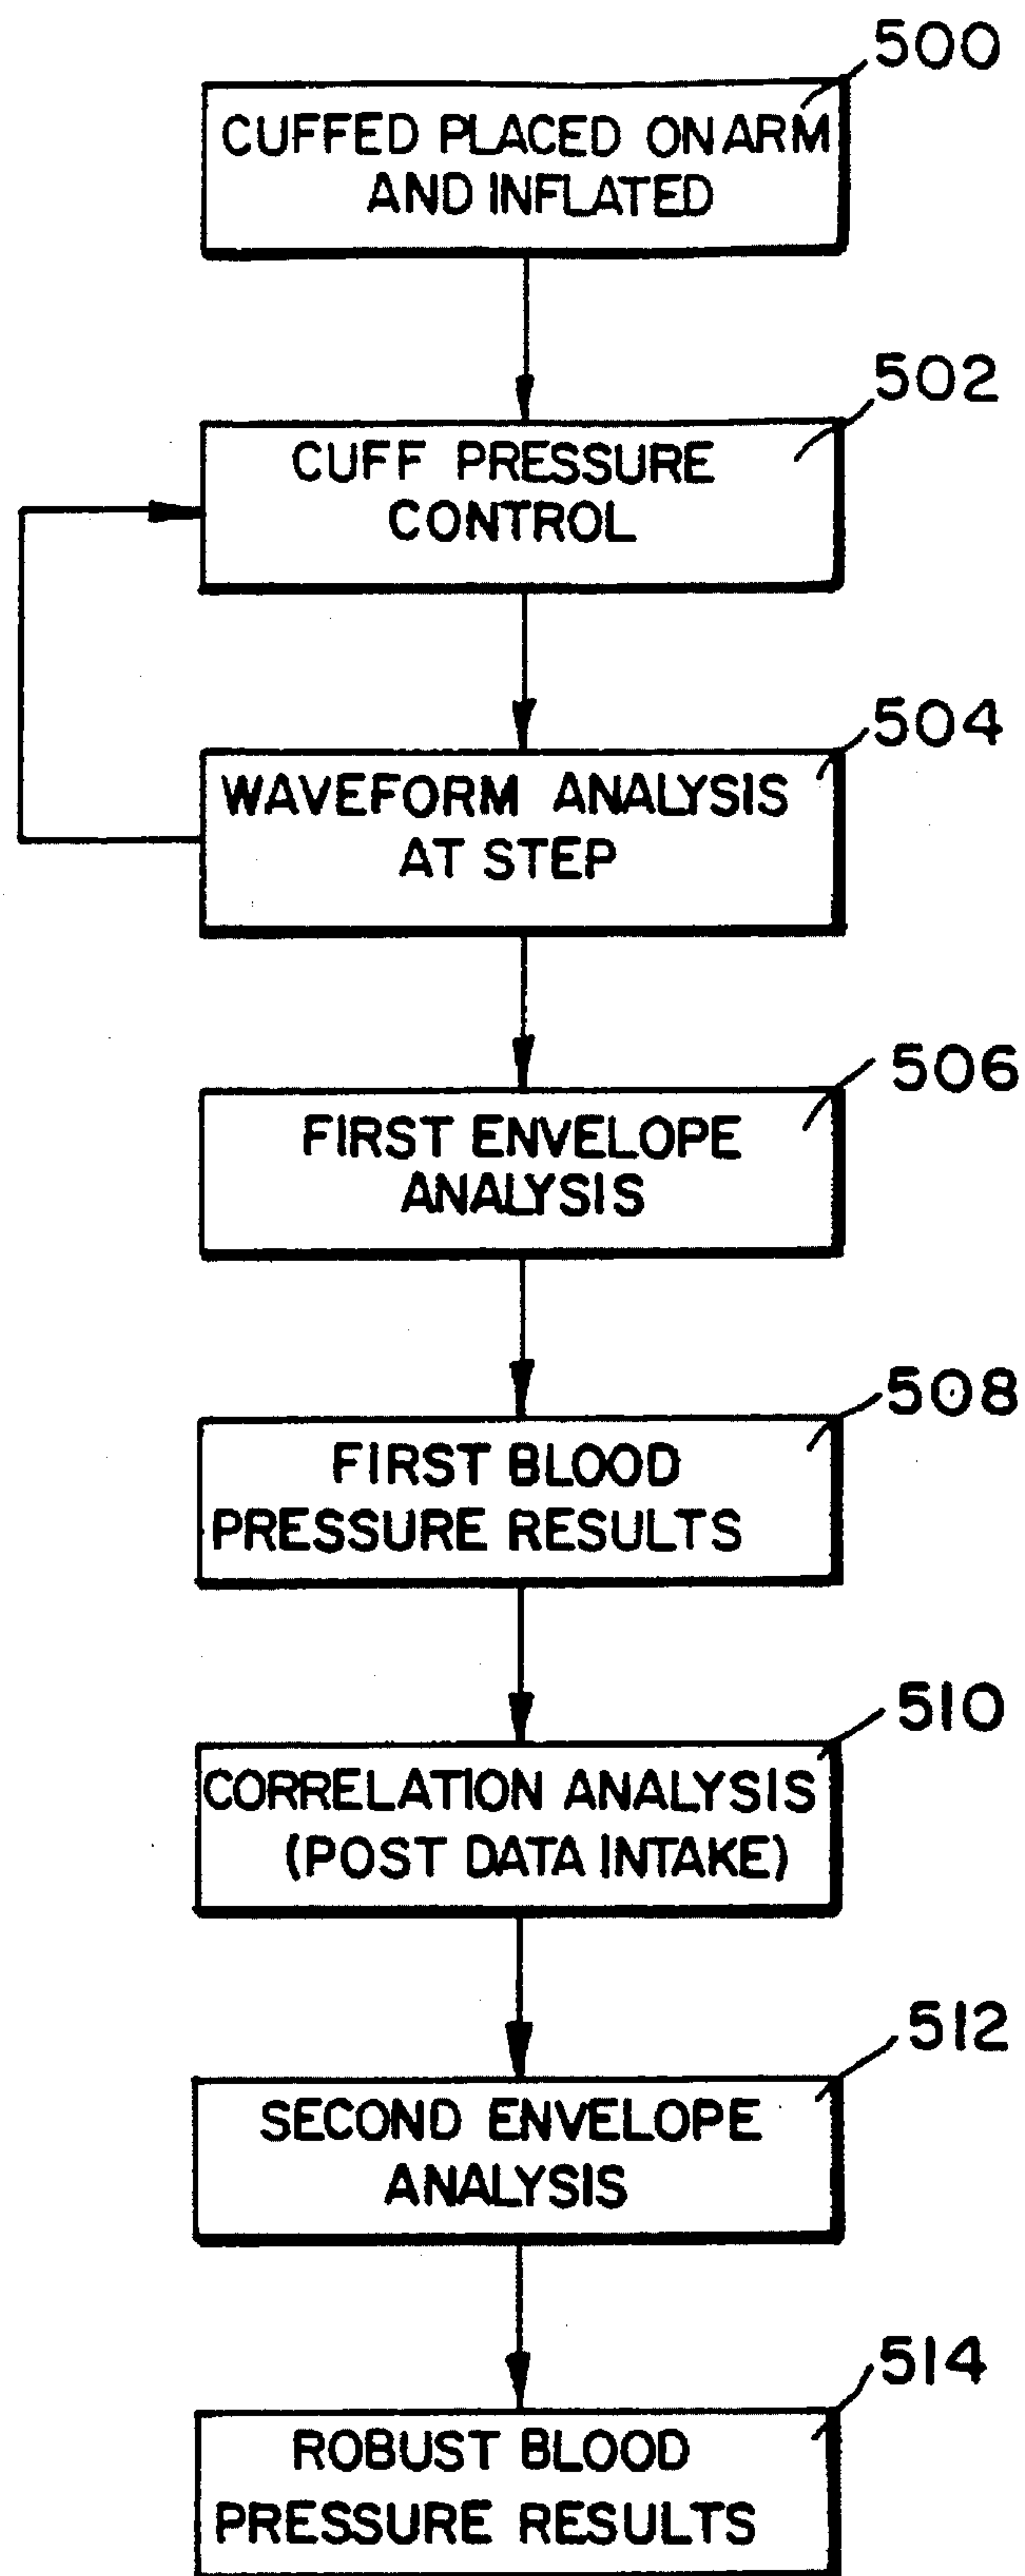 500
CUFFED PLACED ON ARM
AND INFLATED
502
CUFF PRESSURE
CONTROL
504
WAVEFORM ANALYSIS
AT STEP
506
FIRST ENVELOPE
ANALYSIS
508
FIRST BLOOD
PRESSURE RESULTS
510
CORRELATION ANALYSIS
(POST DATA INTAKE)
512
SECOND ENVELOPE
ANALYSIS
514
ROBUST BLOOD
PRESSURE RESULTS